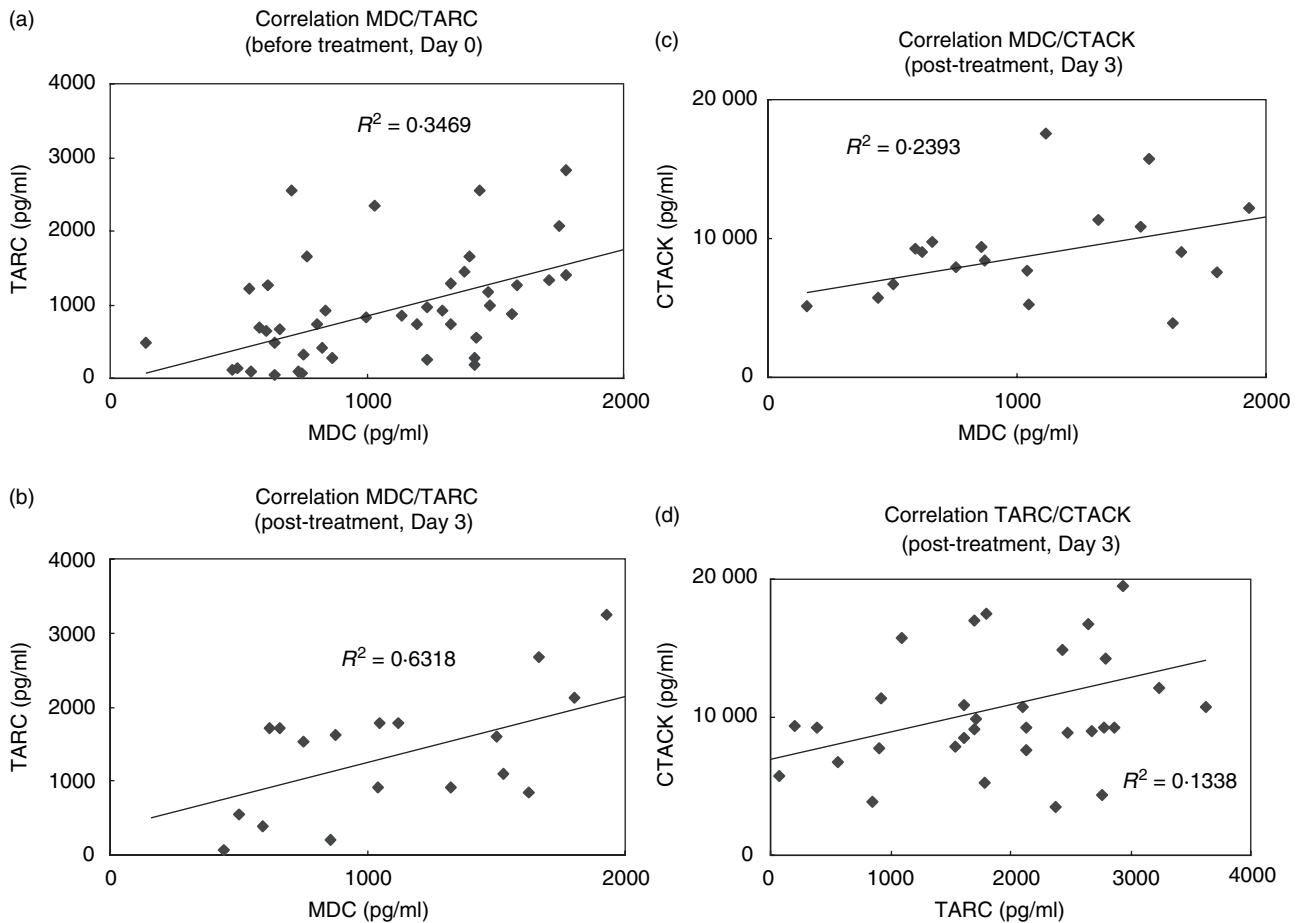 (a)
Correlation MDC/TARC
(before treatment, Day 0)
4000
3000
2000
1000
0
TARC (pg/ml)
R² = 0·3469
0 1000 2000
MDC (pg/ml)
(b)
Correlation MDC/TARC
(post-treatment, Day 3)
4000
3000
2000
1000
0
TARC (pg/ml)
R² = 0·6318
0 1000 2000
MDC (pg/ml)
(c)
Correlation MDC/CTACK
(post-treatment, Day 3)
20 000
10 000
0
CTACK (pg/ml)
R² = 0·2393
0 1000 2000
MDC (pg/ml)
(d)
Correlation TARC/CTACK
(post-treatment, Day 3)
20 000
10 000
0
CTACK (pg/ml)
R² = 0·1338
0 1000 2000 3000 4000
TARC (pg/ml)